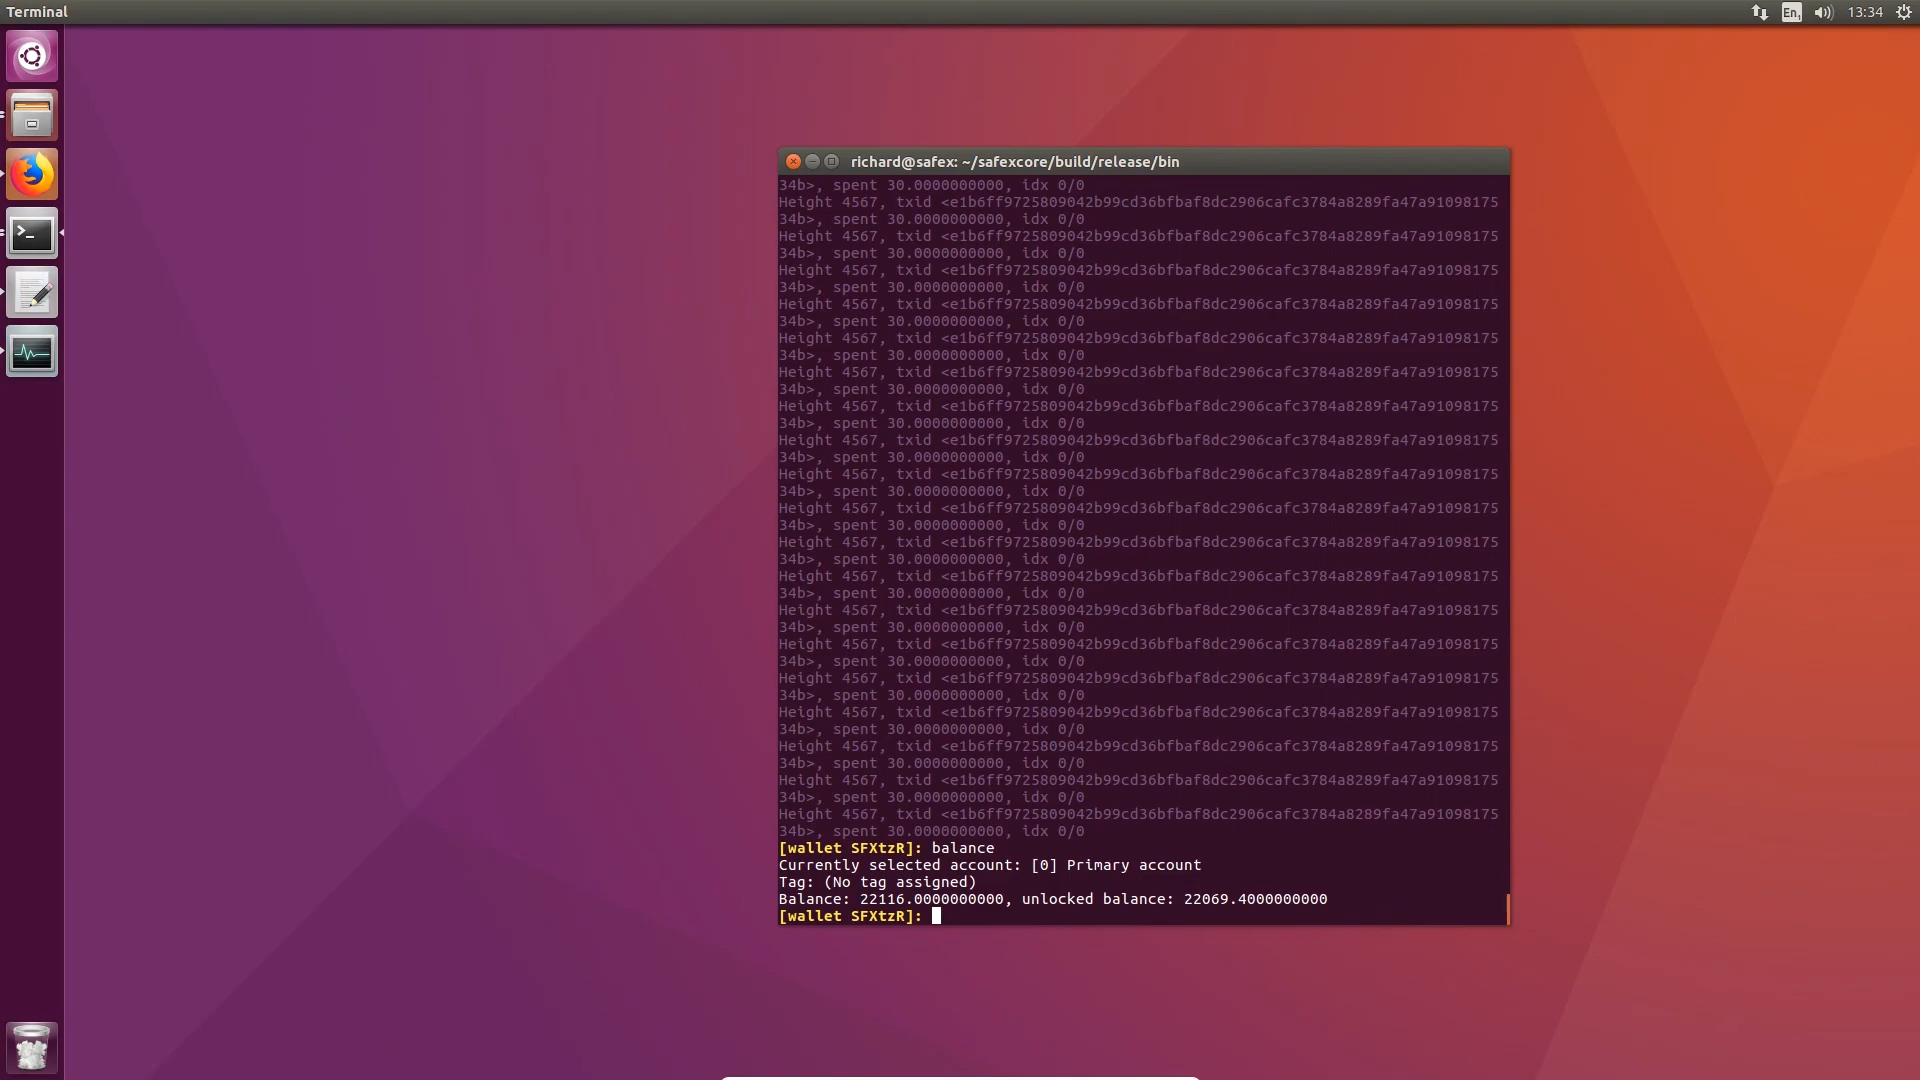 Terminal
En1
13:34
richard@safex: ~/safexcore/build/release/bin
34b>, spent 30.0000000000, idx 0/0
Height 4567, txid <e1b6ff9725809042b99cd36bfbaf8dc2906cafc3784a8289fa47a91098175
34b>, spent 30.0000000000, idx 0/0
Height 4567, txid <e1b6ff9725809042b99cd36bfbaf8dc2906cafc3784a8289fa47a91098175
34b>, spent 30.0000000000, idx 0/0
Height 4567, txid <e1b6ff9725809042b99cd36bfbaf8dc2906cafc3784a8289fa47a91098175
34b>, spent 30.0000000000, idx 0/0
Height 4567, txid <e1b6ff9725809042b99cd36bfbaf8dc2906cafc3784a8289fa47a91098175
34b>, spent 30.0000000000, idx 0/0
Height 4567, txid <e1b6ff9725809042b99cd36bfbaf8dc2906cafc3784a8289fa47a91098175
34b>, spent 30.0000000000, idx 0/0
Height 4567, txid <e1b6ff9725809042b99cd36bfbaf8dc2906cafc3784a8289fa47a91098175
34b>, spent 30.0000000000, idx 0/0
Height 4567, txid <e1b6ff9725809042b99cd36bfbaf8dc2906cafc3784a8289fa47a91098175
34b>, spent 30.0000000000, idx 0/0
Height 4567, txid <e1b6ff9725809042b99cd36bfbaf8dc2906cafc3784a8289fa47a91098175
34b>, spent 30.0000000000, idx 0/0
Height 4567, txid <e1b6ff9725809042b99cd36bfbaf8dc2906cafc3784a8289fa47a91098175
34b>, spent 30.0000000000, idx 0/0
Height 4567, txid <e1b6ff9725809042b99cd36bfbaf8dc2906cafc3784a8289fa47a91098175
34b>, spent 30.0000000000, idx 0/0
Height 4567, txid <e1b6ff9725809042b99cd36bfbaf8dc2906cafc3784a8289fa47a91098175
34b>, spent 30.0000000000, idx 0/0
Height 4567, txid <e1b6ff9725809042b99cd36bfbaf8dc2906cafc3784a8289fa47a91098175
34b>, spent 30.0000000000, idx 0/0
Height 4567, txid <e1b6ff9725809042b99cd36bfbaf8dc2906cafc3784a8289fa47a91098175
34b>, spent 30.0000000000, idx 0/0
Height 4567, txid <e1b6ff9725809042b99cd36bfbaf8dc2906cafc3784a8289fa47a91098175
34b>, spent 30.0000000000, idx 0/0
Height 4567, txid <e1b6ff9725809042b99cd36bfbaf8dc2906cafc3784a8289fa47a91098175
34b>, spent 30.0000000000, idx 0/0
Height 4567, txid <e1b6ff9725809042b99cd36bfbaf8dc2906cafc3784a8289fa47a91098175
34b>, spent 30.0000000000, idx 0/0
Height 4567, txid <e1b6ff9725809042b99cd36bfbaf8dc2906cafc3784a8289fa47a91098175
34b>, spent 30.0000000000, idx 0/0
Height 4567, txid <e1b6ff9725809042b99cd36bfbaf8dc2906cafc3784a8289fa47a91098175
34b>, spent 30.0000000000, idx 0/0
Height 4567, txid <e1b6ff9725809042b99cd36bfbaf8dc2906cafc3784a8289fa47a91098175
34b>, spent 30.0000000000, idx 0/0
[wallet SFXtzR]: balance
Currently selected account: [0] Primary account
Tag: (No tag assigned)
Balance: 22116.0000000000, unlocked balance: 22069.4000000000
[wallet SFXtzR]: